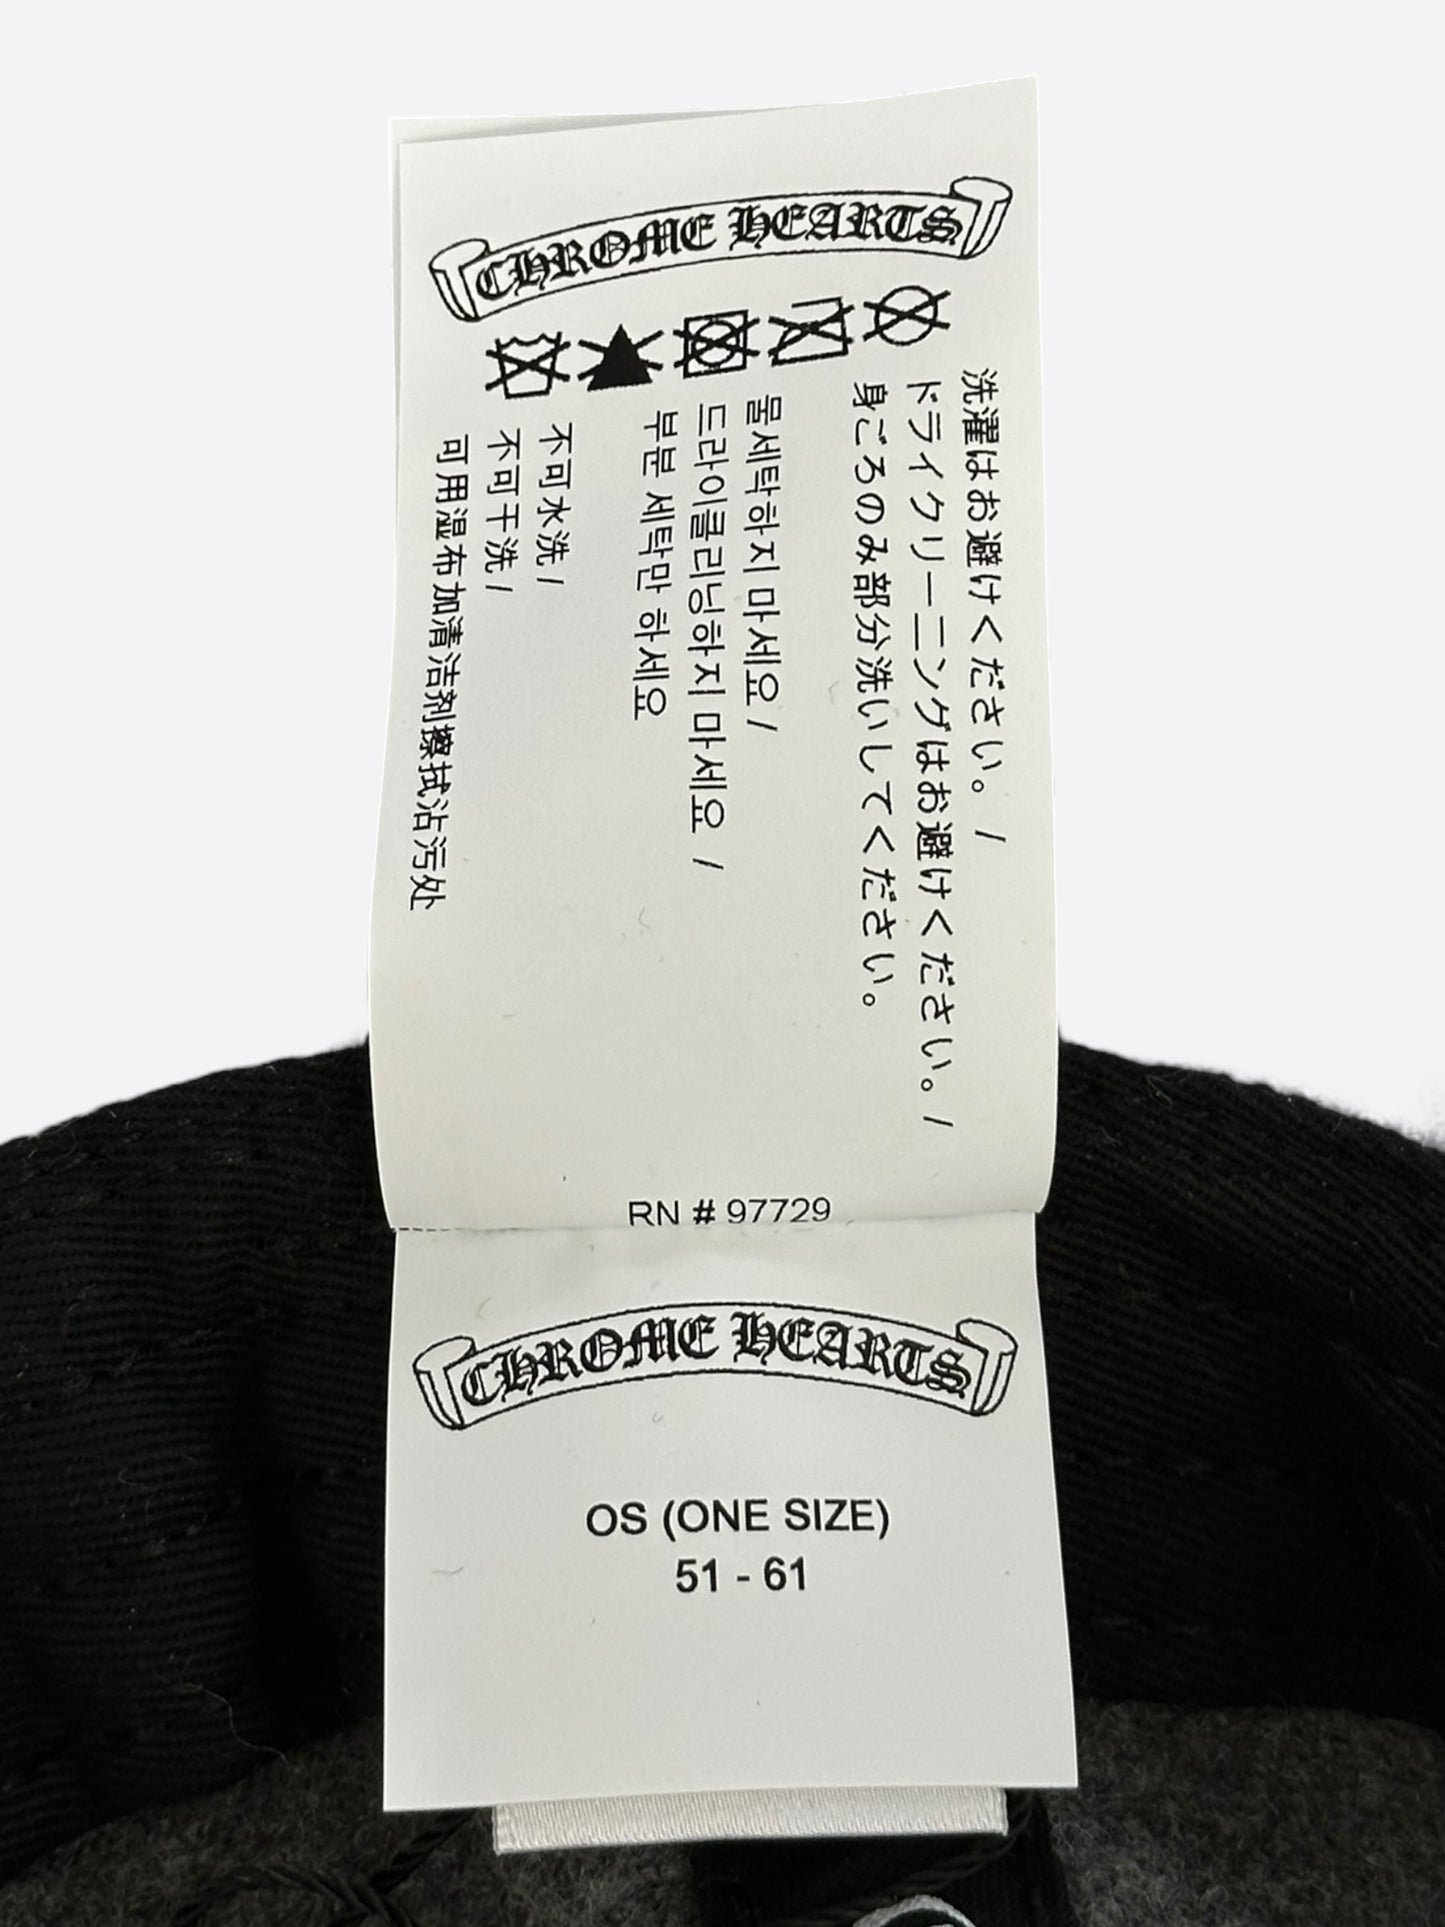 CHROME HEARTS
洗濯はお避けください。/
ドライクリーニングはお避けください。/
身ごろのみ部分洗いしてください。
물세탁하지 마세요 /
드라이클리닝하지 마세요 /
부분 세탁만 하세요
不可水洗 /
不可干洗 /
可用湿布加清洁剂擦拭沾污处
RN # 97729
CHROME HEARTS
OS (ONE SIZE)
51 - 61